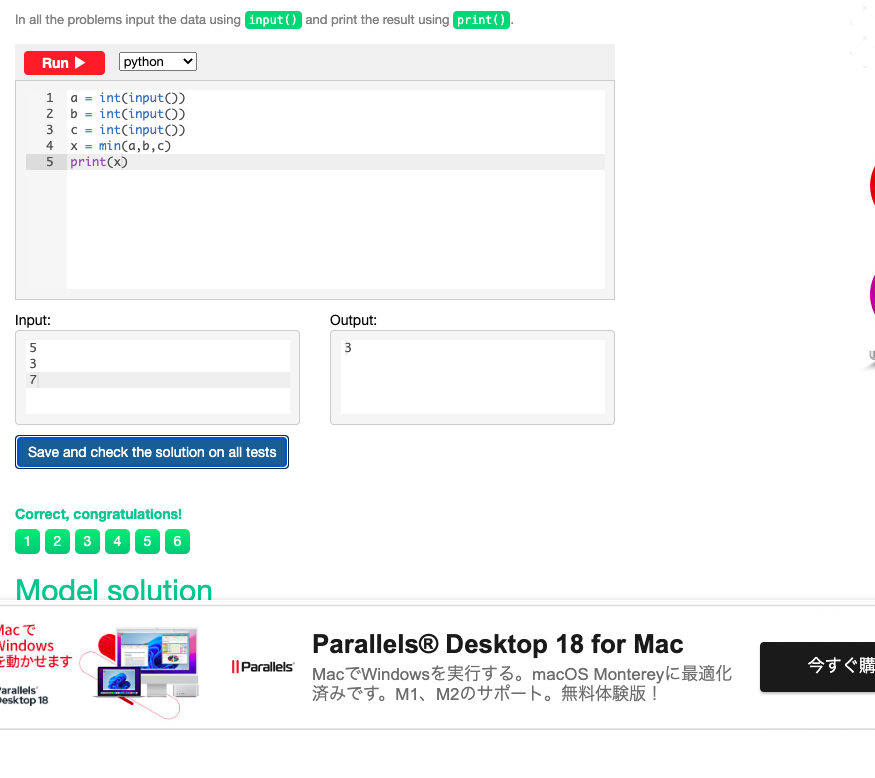 In all the problems input the data using input() and print the result using print().
Run
python
1 a = int(input())
2 b = int(input())
3 c = int(input())
4 x = min(a,b,c)
5 print(x)
Input:
Output:
5
3
7
3
Save and check the solution on all tests
Correct, congratulations!
1 2 3 4 5 6
Model solution
Mac で
Windows
を動かせます
Parallels
Desktop 18
Parallels
Parallels® Desktop 18 for Mac
MacでWindowsを実行する。macOS Montereyに最適化
済みです。M1、M2のサポート。無料体験版！
今すぐ購